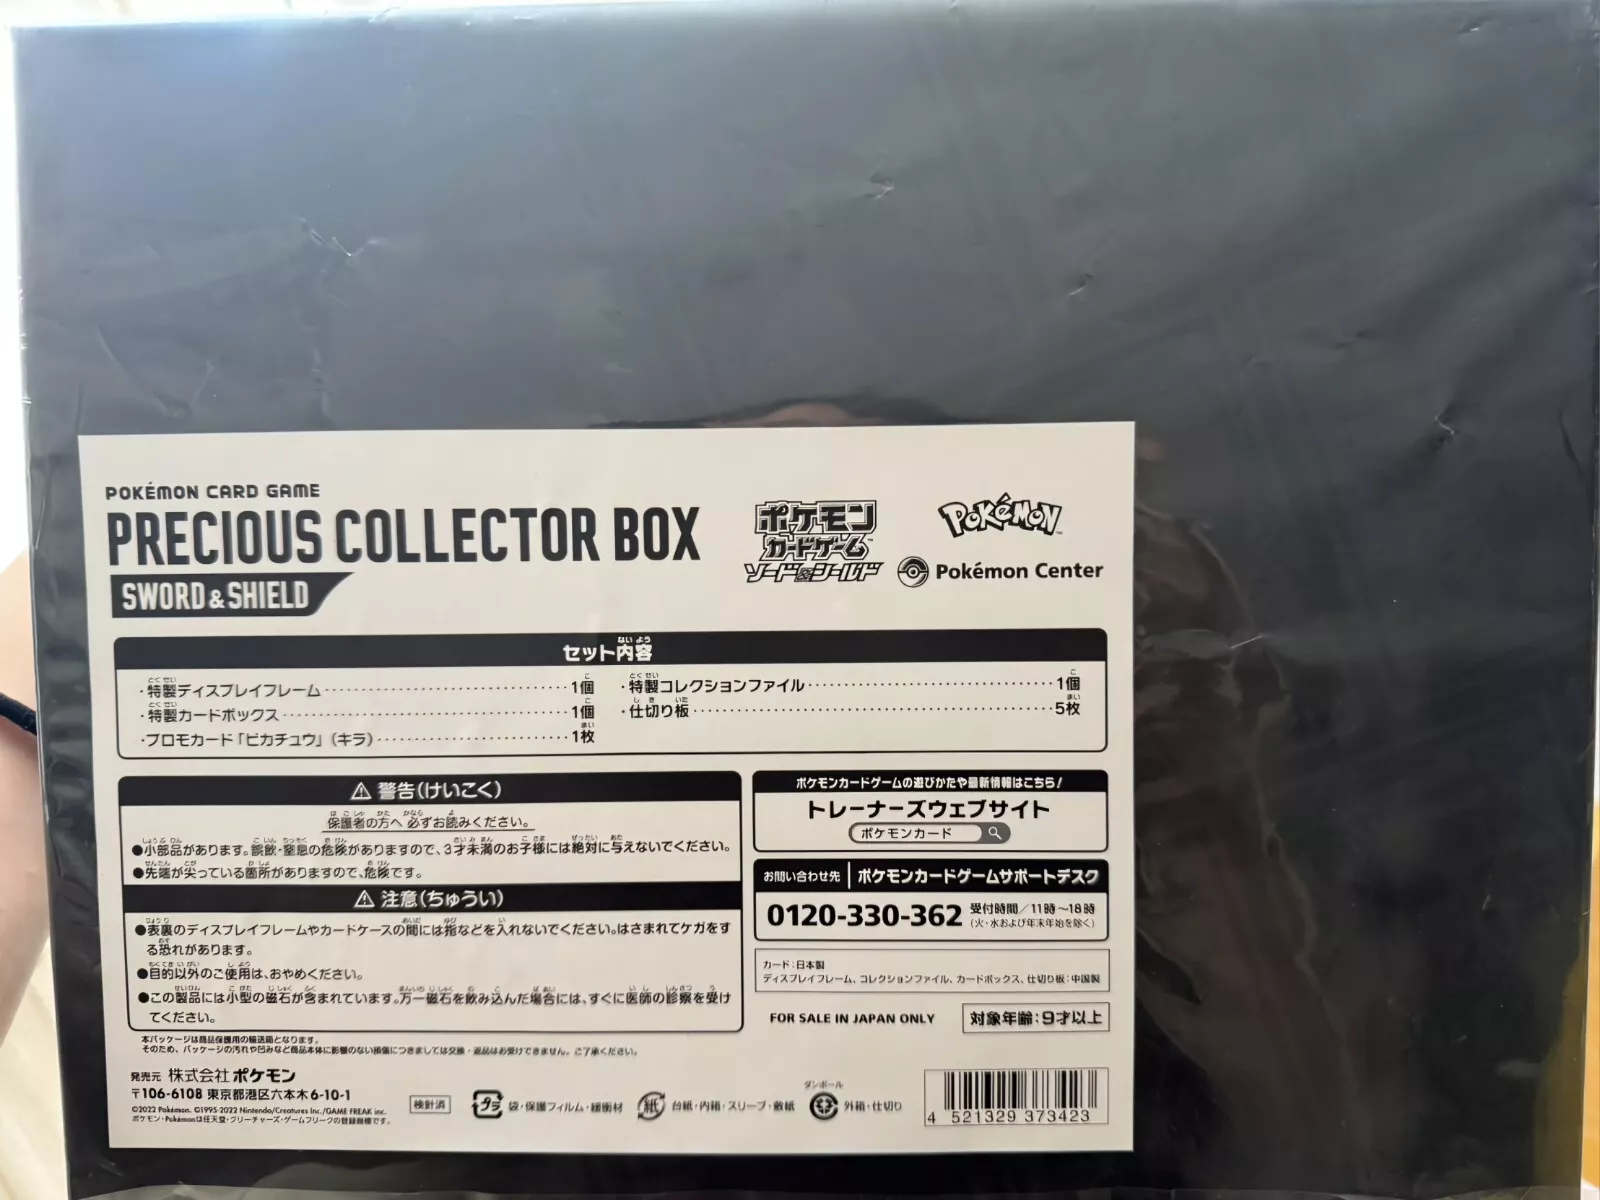 POKÉMON CARD GAME
PRECIOUS COLLECTOR BOX
SWORD & SHIELD
ポケモン
カードゲーム
ソード&シールド
POKÉMON
Pokémon Center
セット内容
・特製ディスプレイフレーム 1個
・特製カードボックス 1個
・プロモカード「ピカチュウ」(キラ) 1枚
・特製コレクションファイル 1個
・仕切り板 5枚
⚠ 警告(けいこく)
保護者の方へ 必ずお読みください。
●小部品があります。誤飲・窒息の危険がありますので、3才未満のお子様には絶対に与えないでください。
●先端が尖っている箇所がありますので、危険です。
⚠ 注意(ちゅうい)
●表裏のディスプレイフレームやカードケースの間には指などを入れないでください。はさまれてケガをす
る恐れがあります。
●目的以外のご使用は、おやめください。
●この製品には小型の磁石が含まれています。万一磁石を飲み込んだ場合には、すぐに医師の診察を受け
てください。
ポケモンカードゲームの遊びかたや最新情報はこちら!
トレーナーズウェブサイト
ポケモンカード
お問い合わせ先 ポケモンカードゲームサポートデスク
0120-330-362 受付時間/11時~18時
(火・水および年末年始を除く)
カード:日本製
ディスプレイフレーム、コレクションファイル、カードボックス、仕切り板:中国製
FOR SALE IN JAPAN ONLY
対象年齢:9才以上
本パッケージは商品保護用の輸送箱となります。
そのため、パッケージの汚れや凹みなど商品本体に影響のない損傷につきましては交換・返品はお受けできません。ご了承ください。
発売元 株式会社ポケモン
〒106-6108 東京都港区六本木6-10-1
©2022 Pokémon. ©1995-2022 Nintendo/Creatures Inc./GAME FREAK inc.
ポケモン・Pokémonは任天堂・クリーチャーズ・ゲームフリークの登録商標です。
検針済
プラ 袋・保護フィルム・緩衝材
紙 台紙・内箱・スリーブ・敷紙
ダンボール
外箱・仕切り
4 521329 373423